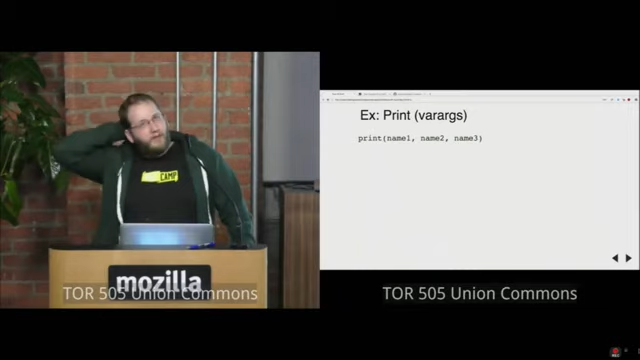 CAMP
mozilla
TOR 505 Union Commons
Ex: Print (varargs)
print(name1, name2, name3)
TOR 505 Union Commons